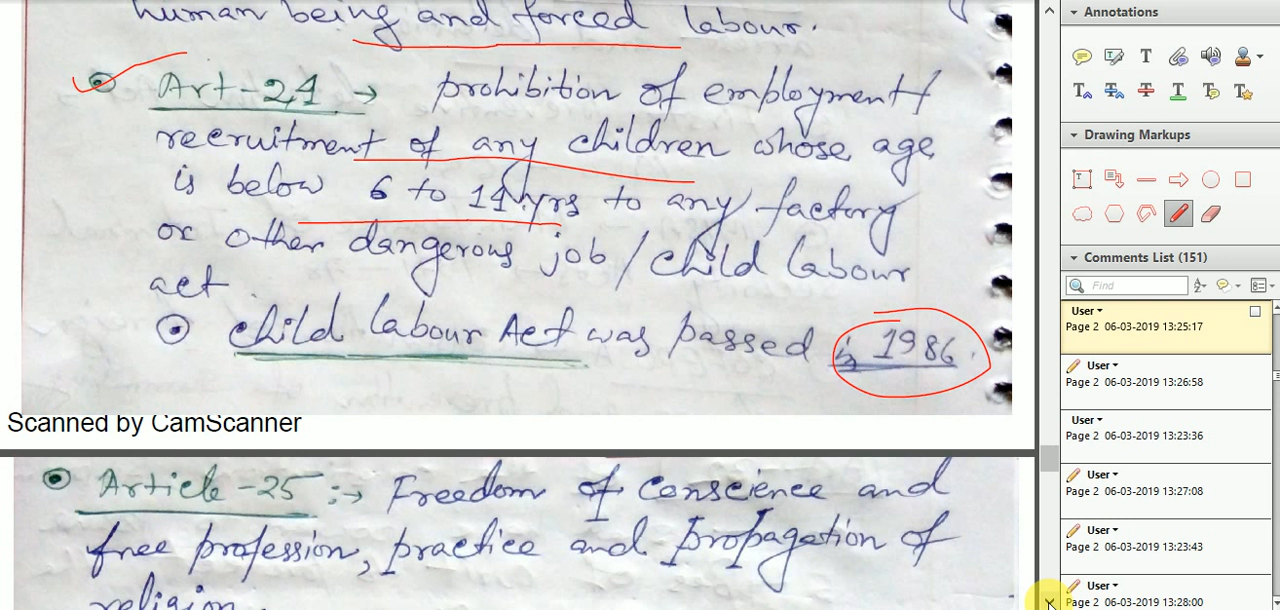 human being and forced labour.
Art-24 → prohibition of employment/
recruitment of any children whose age
is below 6 to 14 yrs to any factory
or other dangerous job / child labour
act
child labour Act was passed in 1986.
Scanned by CamScanner
Article-25 :→ Freedom of Conscience and
free profession, practice and propagation of
religion.
Annotations
Drawing Markups
Comments List (151)
Find
User
Page 2 06-03-2019 13:25:17
User
Page 2 06-03-2019 13:26:58
User
Page 2 06-03-2019 13:23:36
User
Page 2 06-03-2019 13:27:08
User
Page 2 06-03-2019 13:23:43
User
Page 2 06-03-2019 13:28:00